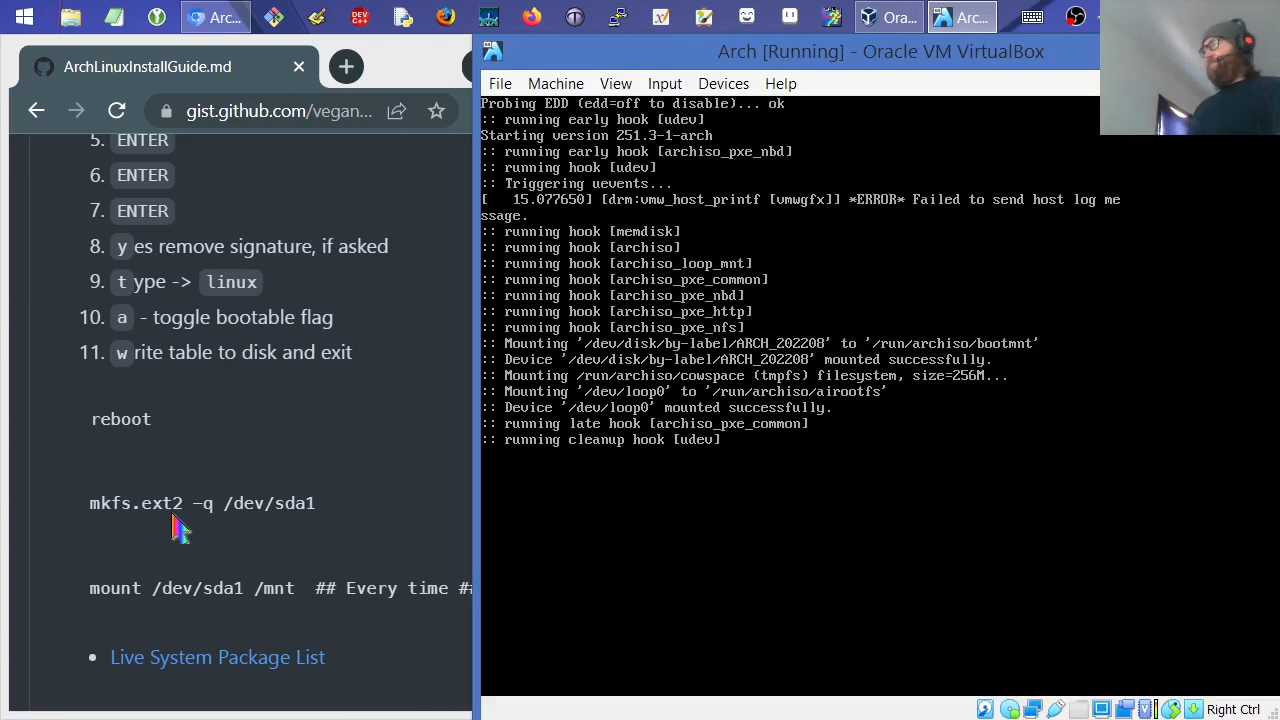 Arc...
Ora...
Arc...
ArchLinuxInstallGuide.md
gist.github.com/vegan...
5. ENTER
6. ENTER
7. ENTER
8. yes remove signature, if asked
9. type -> linux
10. a - toggle bootable flag
11. write table to disk and exit
reboot
mkfs.ext2 -q /dev/sda1
mount /dev/sda1 /mnt  ## Every time ##
• Live System Package List
Arch [Running] - Oracle VM VirtualBox
File Machine View Input Devices Help
Probing EDD (edd=off to disable)... ok
:: running early hook [udev]
Starting version 251.3-1-arch
:: running early hook [archiso_pxe_nbd]
:: running hook [udev]
:: Triggering uevents...
[   15.077650] [drm:vmw_host_printf [vmwgfx]] *ERROR* Failed to send host log me
ssage.
:: running hook [memdisk]
:: running hook [archiso]
:: running hook [archiso_loop_mnt]
:: running hook [archiso_pxe_common]
:: running hook [archiso_pxe_nbd]
:: running hook [archiso_pxe_http]
:: running hook [archiso_pxe_nfs]
:: Mounting '/dev/disk/by-label/ARCH_202208' to '/run/archiso/bootmnt'
:: Device '/dev/disk/by-label/ARCH_202208' mounted successfully.
:: Mounting /run/archiso/cowspace (tmpfs) filesystem, size=256M...
:: Mounting '/dev/loop0' to '/run/archiso/airootfs'
:: Device '/dev/loop0' mounted successfully.
:: running late hook [archiso_pxe_common]
:: running cleanup hook [udev]
Right Ctrl